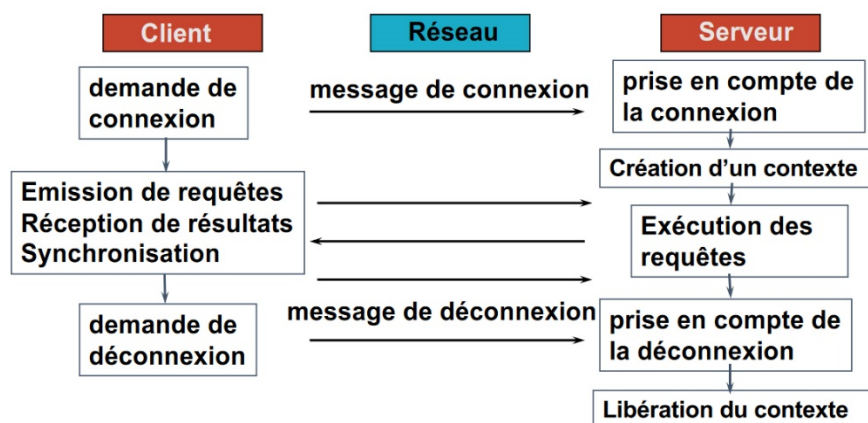 Client
Réseau
Serveur
demande de
connexion
message de connexion
prise en compte de
la connexion
Création d'un contexte
Emission de requêtes
Réception de résultats
Synchronisation
Exécution des
requêtes
demande de
déconnexion
message de déconnexion
prise en compte de
la déconnexion
Libération du contexte